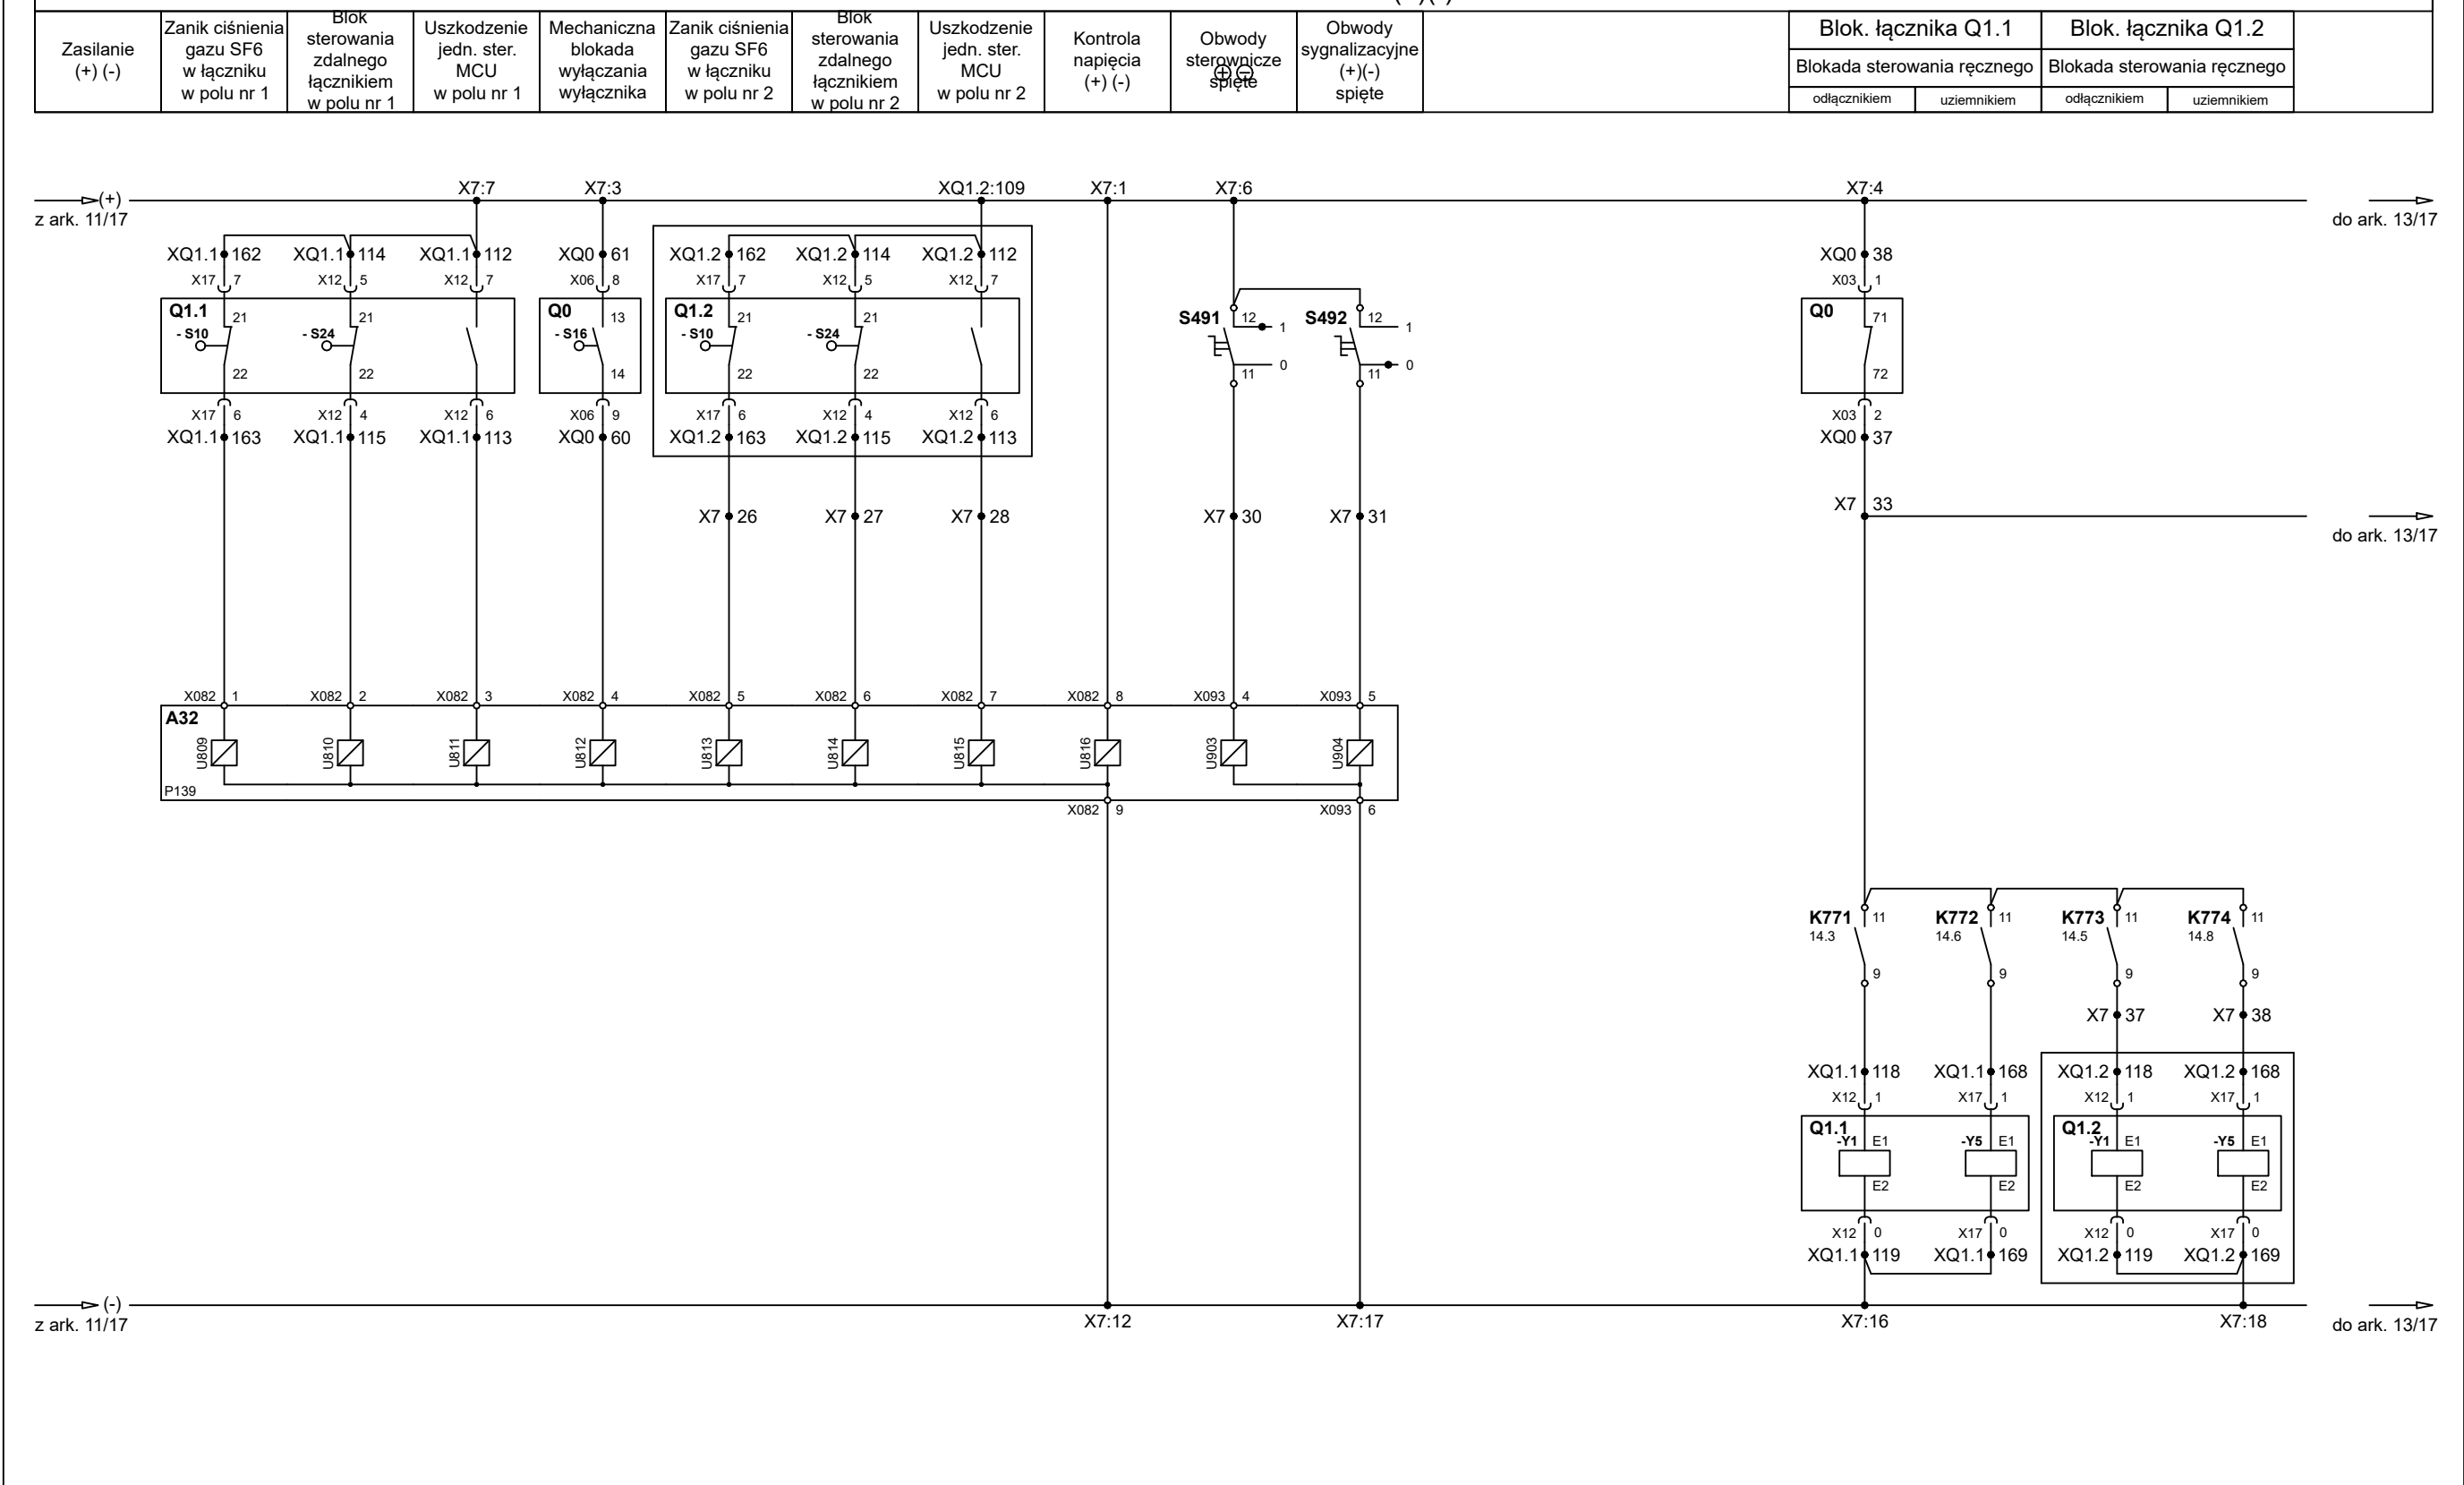 Zasilanie
(+) (-)
Zanik ciśnienia
gazu SF6
w łączniku
w polu nr 1
Blok
sterowania
zdalnego
łącznikiem
w polu nr 1
Uszkodzenie
jedn. ster.
MCU
w polu nr 1
Mechaniczna
blokada
wyłączania
wyłącznika
Zanik ciśnienia
gazu SF6
w łączniku
w polu nr 2
Blok
sterowania
zdalnego
łącznikiem
w polu nr 2
Uszkodzenie
jedn. ster.
MCU
w polu nr 2
Kontrola
napięcia
(+) (-)
Obwody
sterownicze
⊕ ⊖
spięte
Obwody
sygnalizacyjne
(+)(-)
spięte
Blok. łącznika Q1.1
Blokada sterowania ręcznego
odłącznikiem uziemnikiem
Blok. łącznika Q1.2
Blokada sterowania ręcznego
odłącznikiem uziemnikiem
X7:7 X7:3 XQ1.2:109 X7:1 X7:6 X7:4
(+)
z ark. 11/17 do ark. 13/17
XQ1.1 162 XQ1.1 114 XQ1.1 112 XQ0 61 XQ1.2 162 XQ1.2 114 XQ1.2 112 XQ0 38
X17 7 X12 5 X12 7 X06 8 X17 7 X12 5 X12 7 X03 1
Q1.1 Q0 Q1.2 Q0
21 21 13 21 21 S491 12 1 S492 12 1 71
- S10 - S24 - S16 - S10 - S24
22 22 14 22 22 11 0 11 0 72
X17 6 X12 4 X12 6 X06 9 X17 6 X12 4 X12 6 X03 2
XQ1.1 163 XQ1.1 115 XQ1.1 113 XQ0 60 XQ1.2 163 XQ1.2 115 XQ1.2 113 XQ0 37
X7 33
X7 26 X7 27 X7 28 X7 30 X7 31
do ark. 13/17
X082 1 X082 2 X082 3 X082 4 X082 5 X082 6 X082 7 X082 8 X093 4 X093 5
A32
U809 U810 U811 U812 U813 U814 U815 U816 U903 U904
P139
X082 9 X093 6
K771 11 K772 11 K773 11 K774 11
14.3 14.6 14.5 14.8
9 9 9 9
X7 37 X7 38
XQ1.1 118 XQ1.1 168 XQ1.2 118 XQ1.2 168
X12 1 X17 1 X12 1 X17 1
Q1.1 Q1.2
-Y1 E1 -Y5 E1 -Y1 E1 -Y5 E1
E2 E2 E2 E2
X12 0 X17 0 X12 0 X17 0
XQ1.1 119 XQ1.1 169 XQ1.2 119 XQ1.2 169
(-)
z ark. 11/17 X7:12 X7:17 X7:16 X7:18 do ark. 13/17